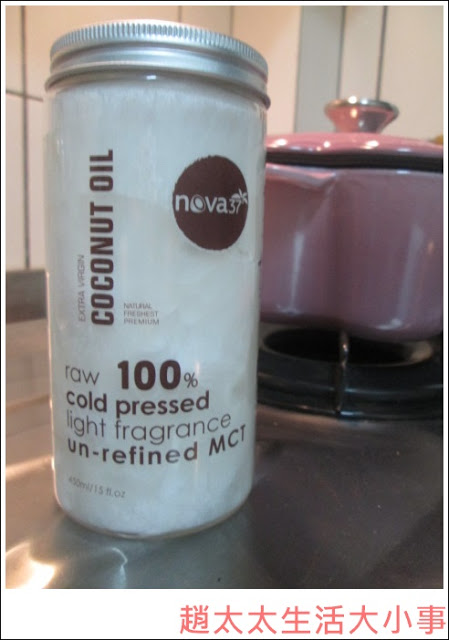 nova37
EXTRA VIRGIN
COCONUT OIL
NATURAL
FRESHEST
PREMIUM
raw 100%
cold pressed
light fragrance
un-refined MCT
450ml/15 fl.oz
趙太太生活大小事